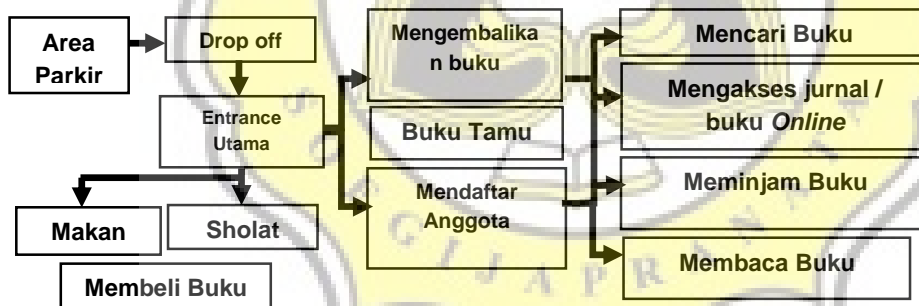 Area
Parkir
Drop off
Entrance
Utama
Makan
Sholat
Membeli Buku
Mengembalika
n buku
Buku Tamu
Mendaftar
Anggota
Mencari Buku
Mengakses jurnal /
buku Online
Meminjam Buku
Membaca Buku
SOEGIJAPRANATA